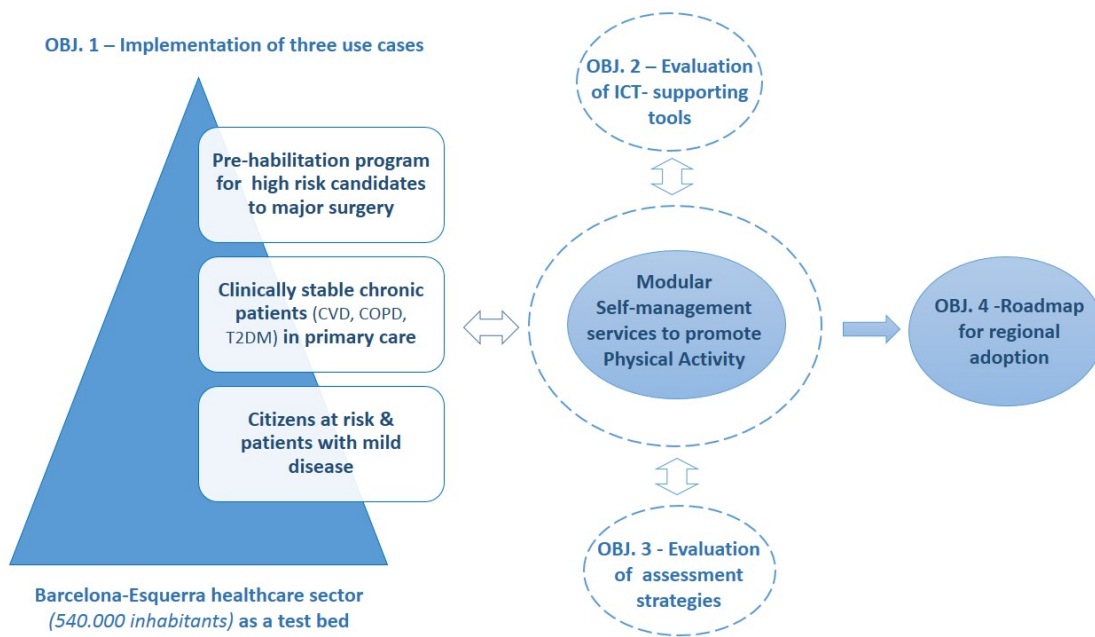 OBJ. 1 – Implementation of three use cases
Pre-habilitation program
for high risk candidates
to major surgery
Clinically stable chronic
patients (CVD, COPD,
T2DM) in primary care
Citizens at risk &
patients with mild
disease
Barcelona-Esquerra healthcare sector
(540.000 inhabitants) as a test bed
OBJ. 2 – Evaluation
of ICT- supporting
tools
Modular
Self-management
services to promote
Physical Activity
OBJ. 3 - Evaluation
of assessment
strategies
OBJ. 4 -Roadmap
for regional
adoption